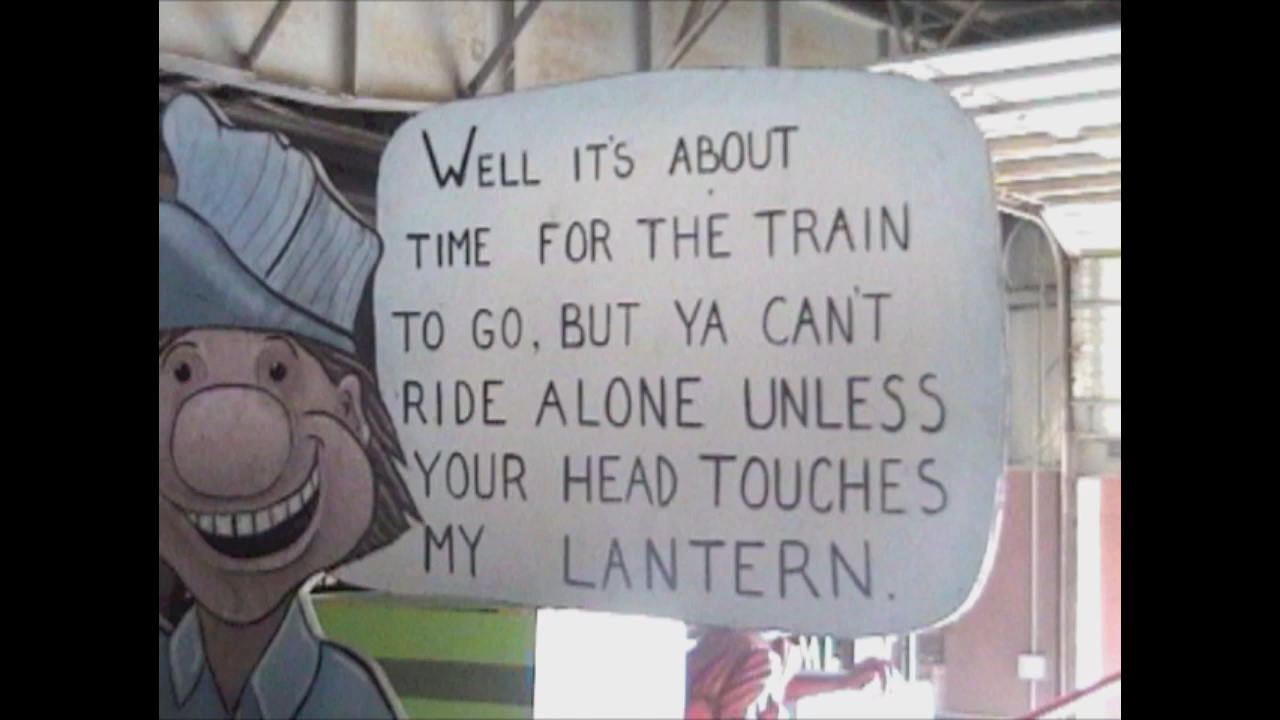 WELL IT'S ABOUT
TIME FOR THE TRAIN
TO GO, BUT YA CAN'T
RIDE ALONE UNLESS
YOUR HEAD TOUCHES
MY LANTERN.